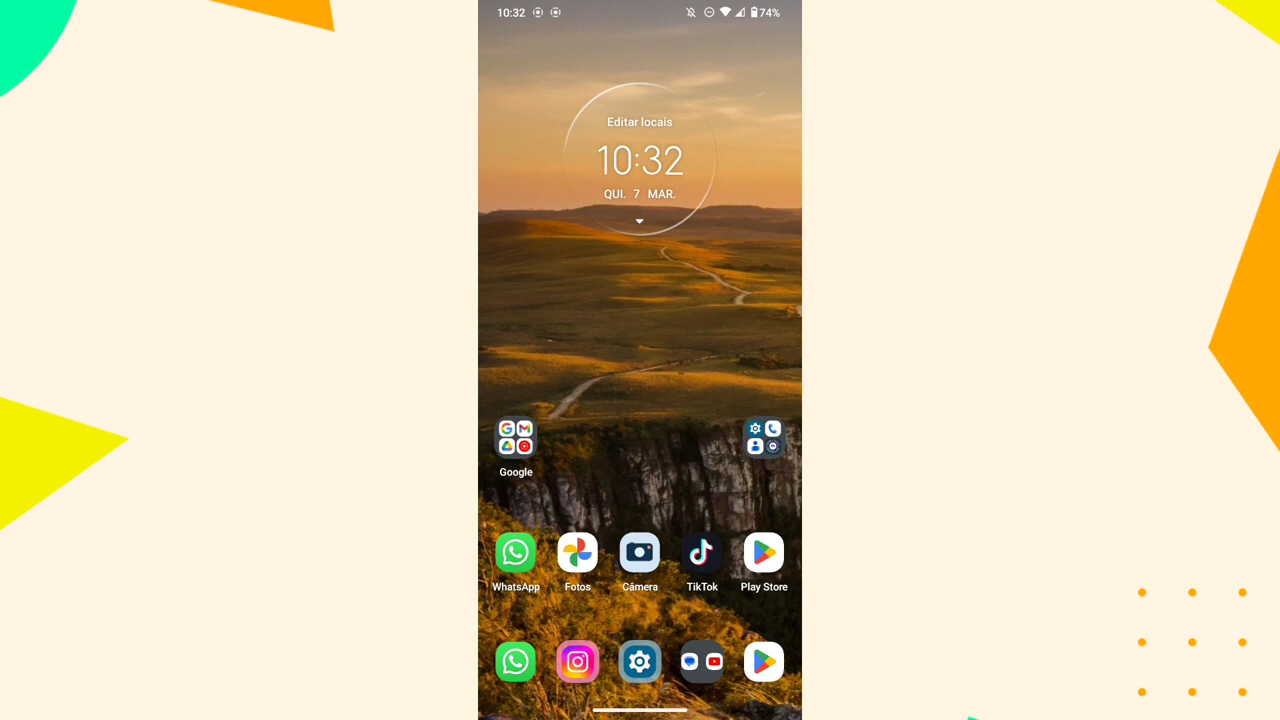 10:32 74%
Editar locais
10:32
QUI. 7 MAR.
Google
WhatsApp Fotos Câmera TikTok Play Store